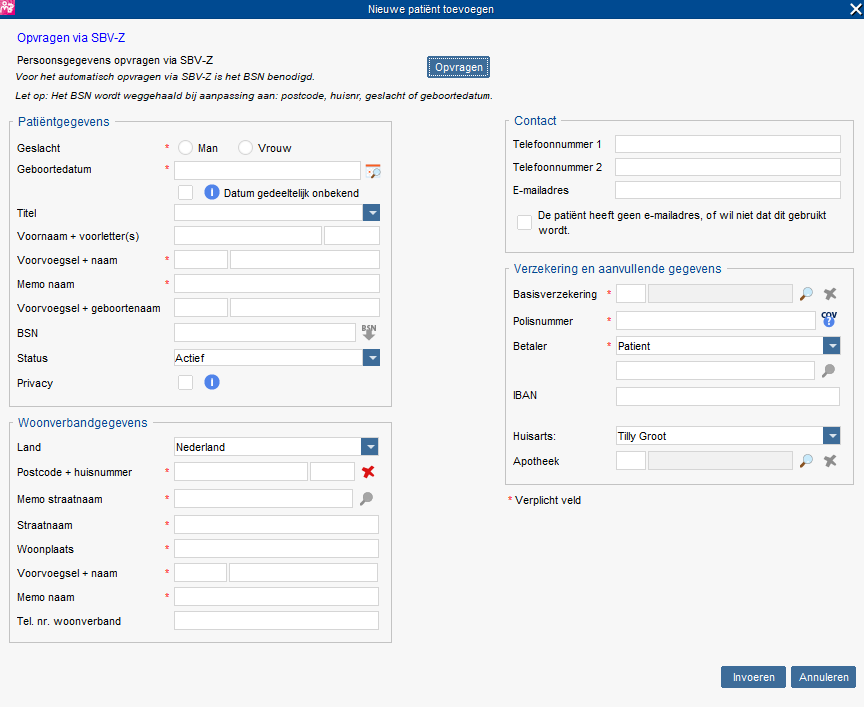 Nieuwe patiënt toevoegen
Opvragen via SBV-Z
Persoonsgegevens opvragen via SBV-Z
Voor het automatisch opvragen via SBV-Z is het BSN benodigd.
Opvragen
Let op: Het BSN wordt weggehaald bij aanpassing aan: postcode, huisnr, geslacht of geboortedatum.
Patiëntgegevens
Geslacht * Man Vrouw
Geboortedatum *
Datum gedeeltelijk onbekend
Titel
Voornaam + voorletter(s)
Voorvoegsel + naam *
Memo naam *
Voorvoegsel + geboortenaam
BSN BSN
Status Actief
Privacy
Woonverbandgegevens
Land Nederland
Postcode + huisnummer *
Memo straatnaam *
Straatnaam *
Woonplaats *
Voorvoegsel + naam *
Memo naam *
Tel. nr. woonverband
Contact
Telefoonnummer 1
Telefoonnummer 2
E-mailadres
De patiënt heeft geen e-mailadres, of wil niet dat dit gebruikt
wordt.
Verzekering en aanvullende gegevens
Basisverzekering *
Polisnummer * COV ?
Betaler * Patient
IBAN
Huisarts: Tilly Groot
Apotheek
* Verplicht veld
Invoeren Annuleren